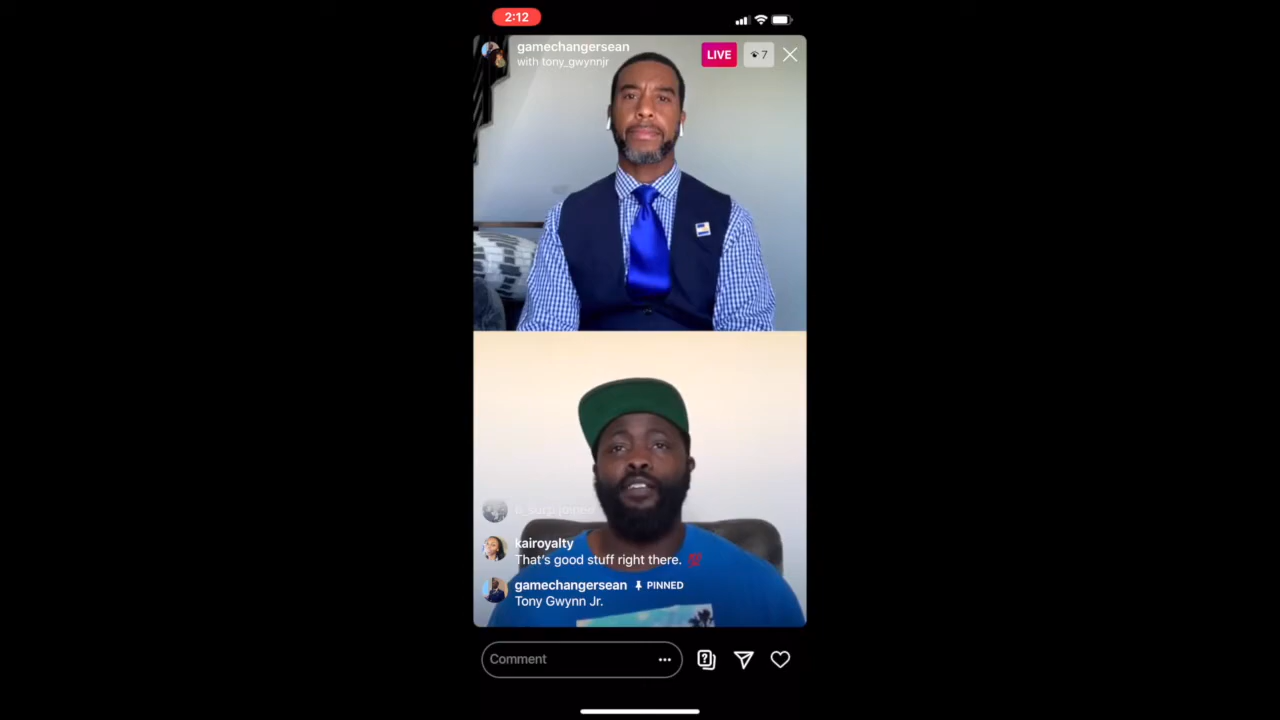 2:12
gamechangersean
with tony_gwynnjr
LIVE
7
joined
kairoyalty
That's good stuff right there. 💯
gamechangersean PINNED
Tony Gwynn Jr.
Comment